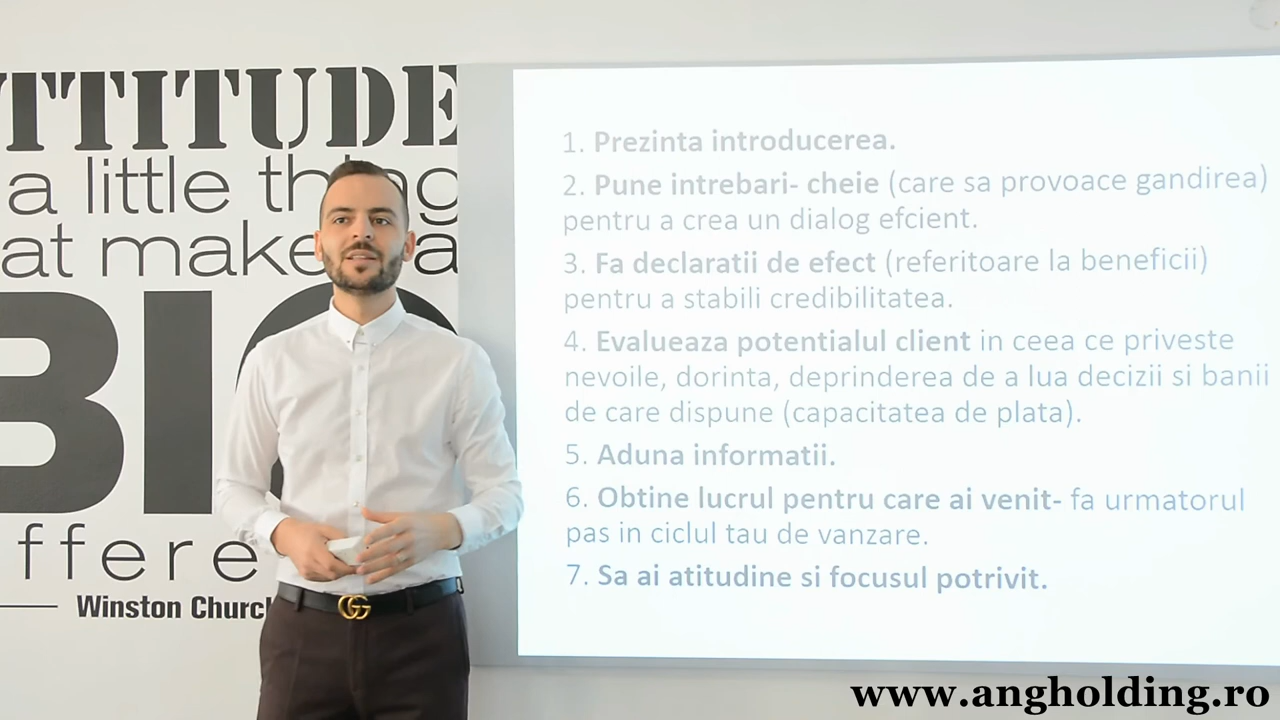 TTITUDE
a little thing
at make a
BIG
ffere
Winston Church
1. Prezinta introducerea.
2. Pune intrebari- cheie (care sa provoace gandirea)
pentru a crea un dialog efcient.
3. Fa declaratii de efect (referitoare la beneficii)
pentru a stabili credibilitatea.
4. Evalueaza potentialul client in ceea ce priveste
nevoile, dorinta, deprinderea de a lua decizii si banii
de care dispune (capacitatea de plata).
5. Aduna informatii.
6. Obtine lucrul pentru care ai venit- fa urmatorul
pas in ciclul tau de vanzare.
7. Sa ai atitudine si focusul potrivit.
www.angholding.ro